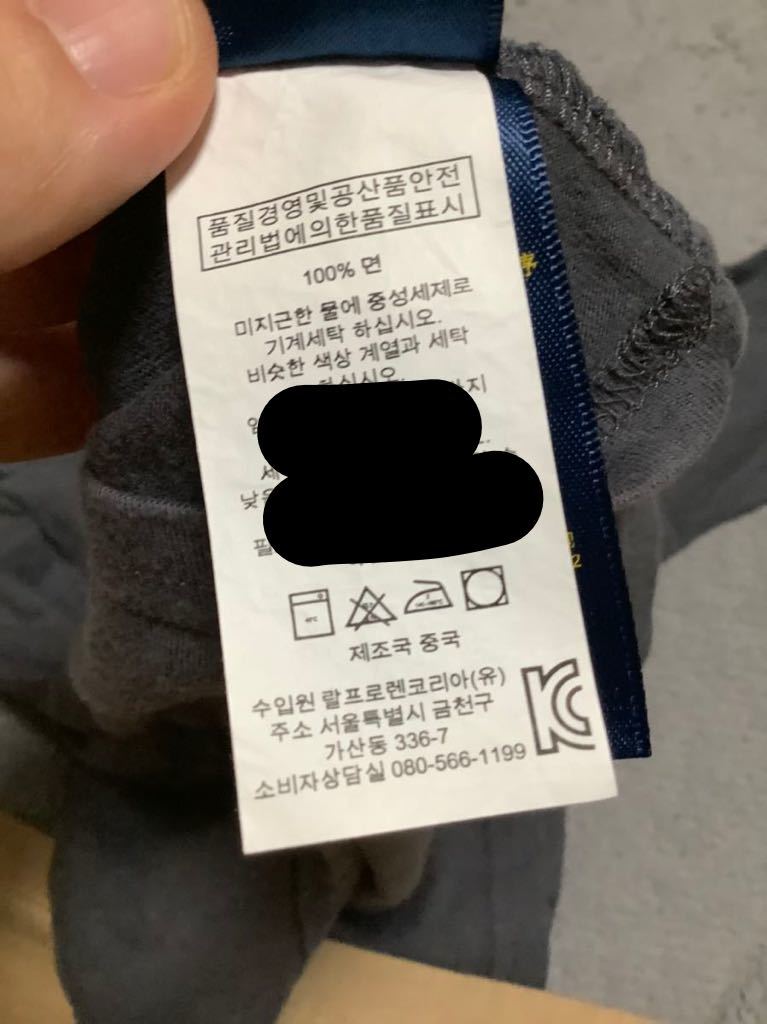 품질경영및공산품안전
관리법에의한품질표시
100% 면
미지근한 물에 중성세제로
기계세탁 하십시오.
비슷한 색상 계열과 세탁
하십시오
제조국 중국
수입원 랄프로렌코리아(유)
주소 서울특별시 금천구
가산동 336-7
소비자상담실 080-566-1199